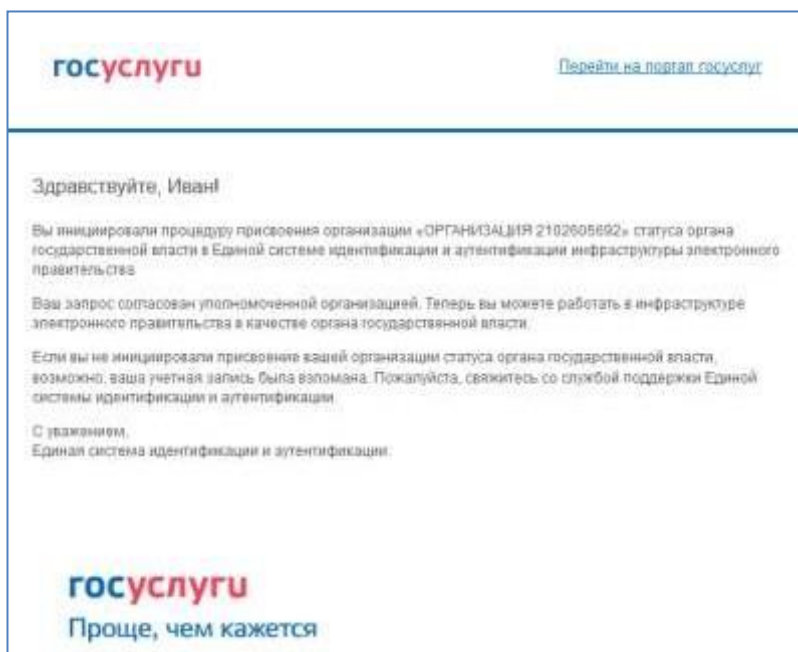 госуслуги
Перейти на портал госуслуг
Здравствуйте, Иван!
Вы инициировали процедуру присвоения организации «ОРГАНИЗАЦИЯ 2102605692» статуса органа
государственной власти в Единой системе идентификации и аутентификации инфраструктуры электронного
правительства.
Ваш запрос согласован уполномоченной организацией. Теперь вы можете работать в инфраструктуре
электронного правительства в качестве органа государственной власти.
Если вы не инициировали присвоение вашей организации статуса органа государственной власти,
возможно, ваша учетная запись была взломана. Пожалуйста, свяжитесь со службой поддержки Единой
системы идентификации и аутентификации.
С уважением,
Единая система идентификации и аутентификации.
госуслуги
Проще, чем кажется